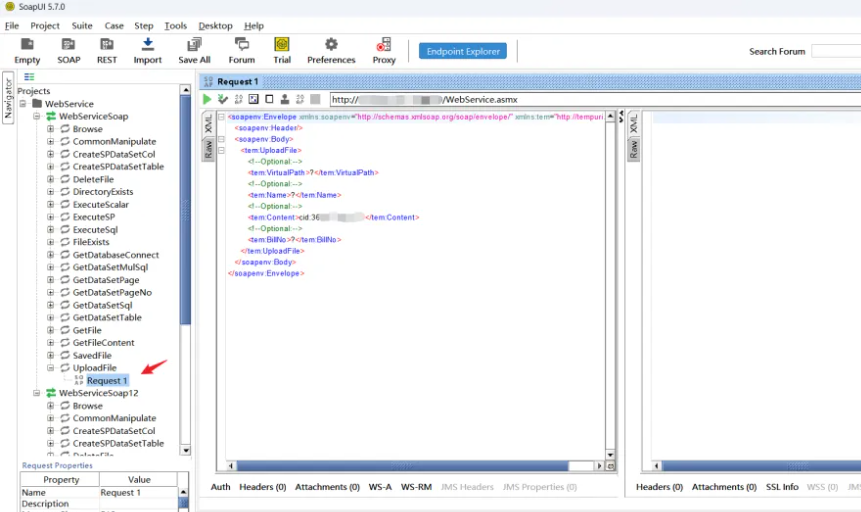 SoapUI 5.7.0
File Project Suite Case Step Tools Desktop Help
Empty SOAP REST Import Save All Forum Trial Preferences Proxy Endpoint Explorer Search Forum
Navigator
Projects
WebService
WebServiceSoap
Browse
CommonManipulate
CreateSPDataSetCol
CreateSPDataSetTable
DeleteFile
DirectoryExists
ExecuteScalar
ExecuteSP
ExecuteSql
FileExists
GetDatabaseConnect
GetDataSetMulSql
GetDataSetPage
GetDataSetPageNo
GetDataSetSql
GetDataSetTable
GetFile
GetFileContent
SavedFile
UploadFile
Request 1
WebServiceSoap12
Browse
CommonManipulate
CreateSPDataSetCol
CreateSPDataSetTable
DeleteFile
Request Properties
Property Value
Name Request 1
Description
Request 1
http:// /WebService.asmx
XML
Raw
<soapenv:Envelope xmlns:soapenv="http://schemas.xmlsoap.org/soap/envelope/" xmlns:tem="http://tempuri
<soapenv:Header/>
<soapenv:Body>
<tem:UploadFile>
<!--Optional:-->
<tem:VirtualPath>?</tem:VirtualPath>
<!--Optional:-->
<tem:Name>?</tem:Name>
<!--Optional:-->
<tem:Content>cid:36 </tem:Content>
<!--Optional:-->
<tem:BillNo>?</tem:BillNo>
</tem:UploadFile>
</soapenv:Body>
</soapenv:Envelope>
Auth Headers (0) Attachments (0) WS-A WS-RM JMS Headers JMS Properties (0)
XML
Raw
Headers (0) Attachments (0) SSL Info WSS (0) JMS